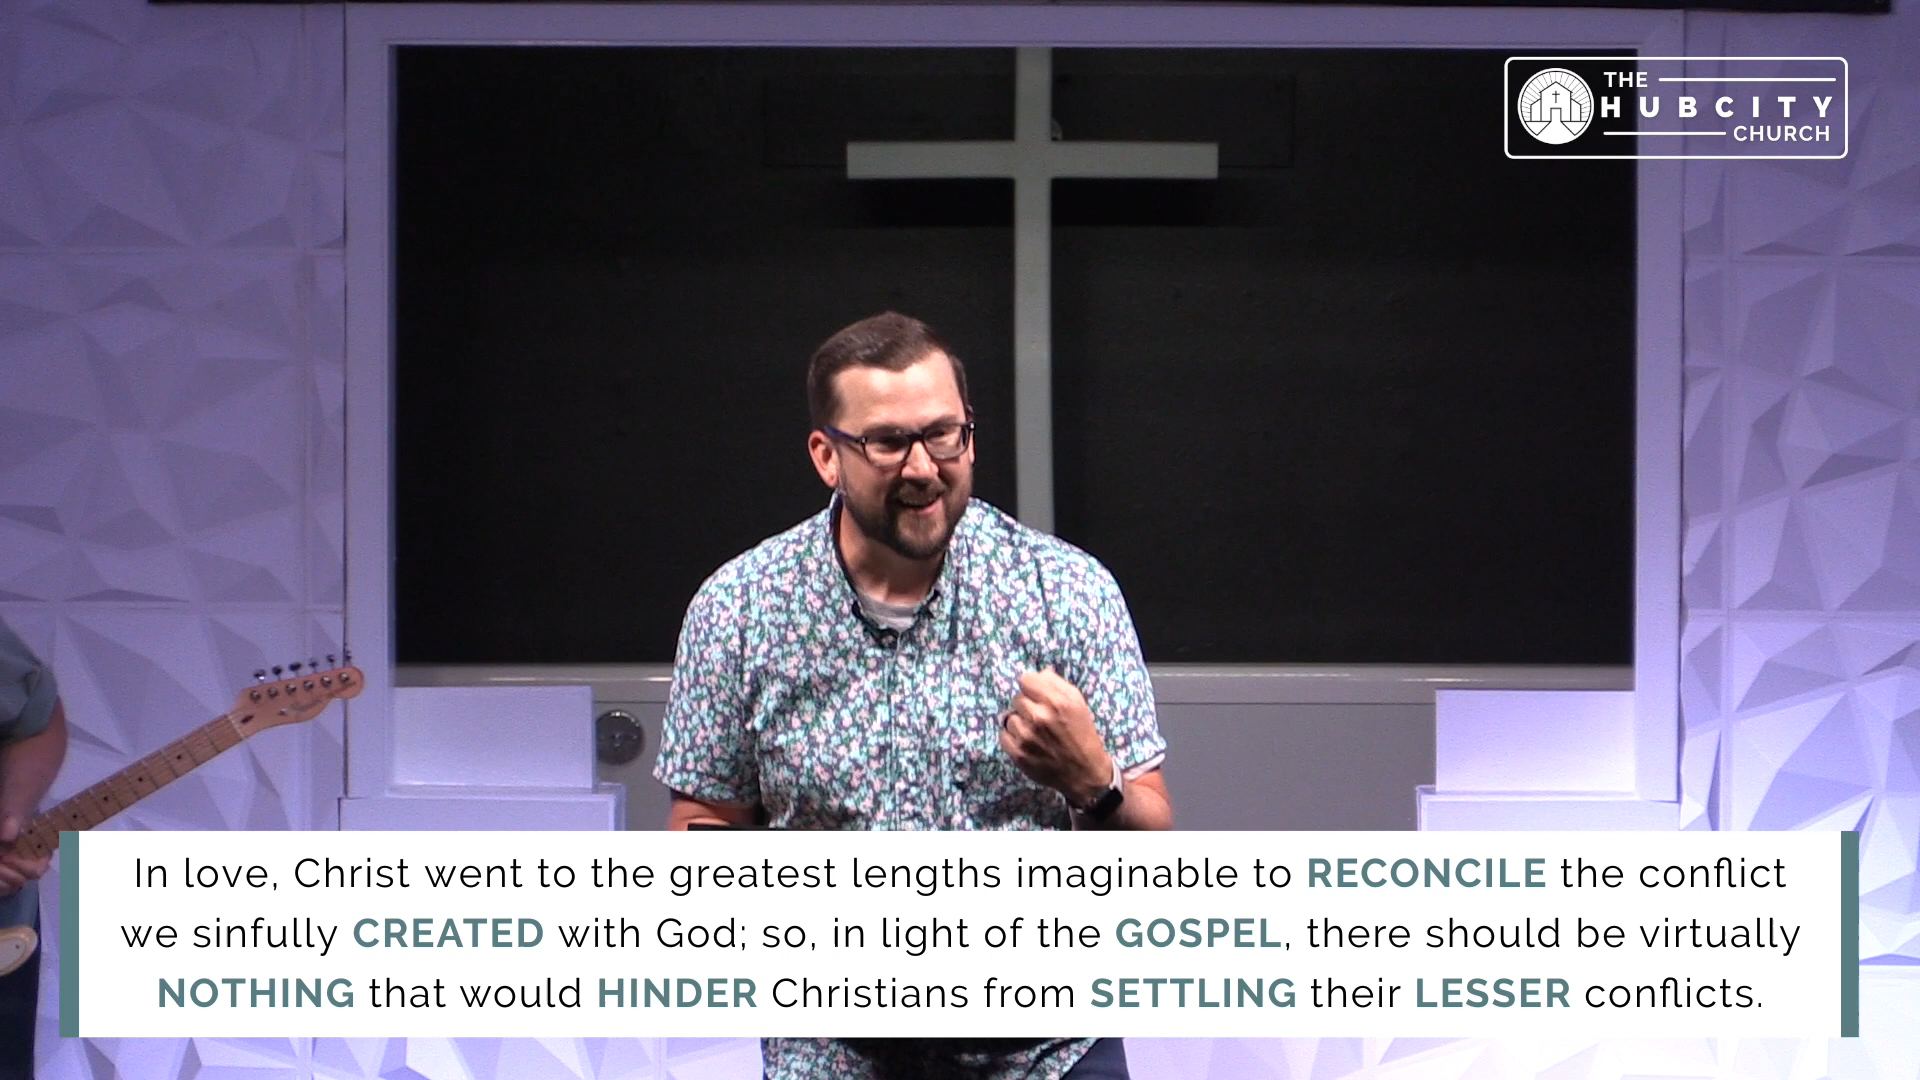 THE
HUBCITY
CHURCH
In love, Christ went to the greatest lengths imaginable to RECONCILE the conflict
we sinfully CREATED with God; so, in light of the GOSPEL, there should be virtually
NOTHING that would HINDER Christians from SETTLING their LESSER conflicts.